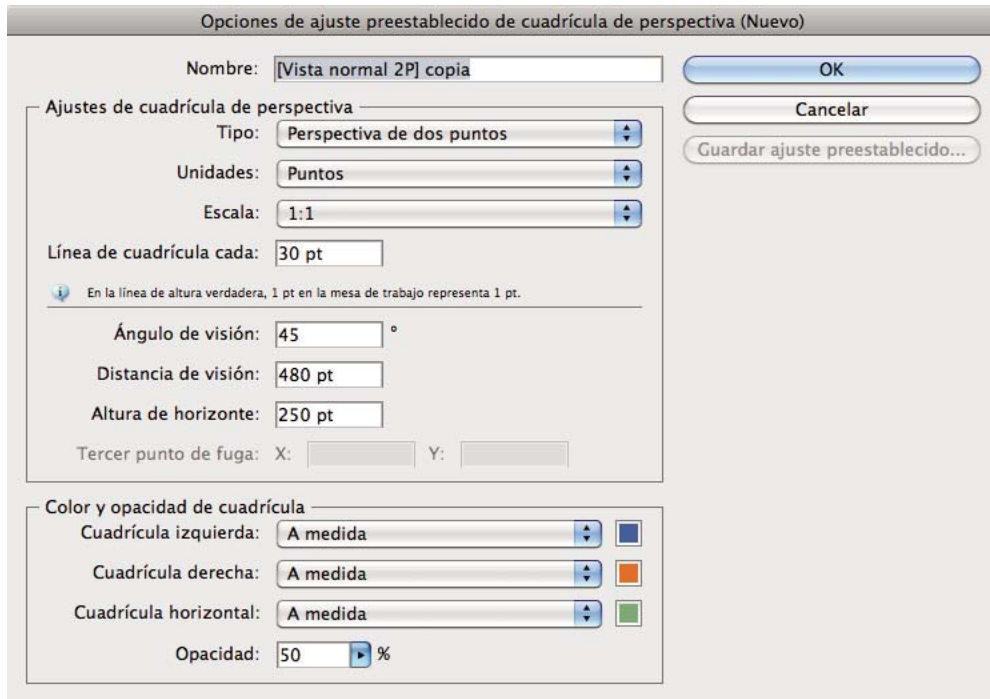 Opciones de ajuste preestablecido de cuadrícula de perspectiva (Nuevo)
Nombre: [Vista normal 2P] copia
OK
Cancelar
Guardar ajuste preestablecido...
Ajustes de cuadrícula de perspectiva
Tipo: Perspectiva de dos puntos
Unidades: Puntos
Escala: 1:1
Línea de cuadrícula cada: 30 pt
En la línea de altura verdadera, 1 pt en la mesa de trabajo representa 1 pt.
Ángulo de visión: 45 °
Distancia de visión: 480 pt
Altura de horizonte: 250 pt
Tercer punto de fuga: X: Y:
Color y opacidad de cuadrícula
Cuadrícula izquierda: A medida
Cuadrícula derecha: A medida
Cuadrícula horizontal: A medida
Opacidad: 50 %